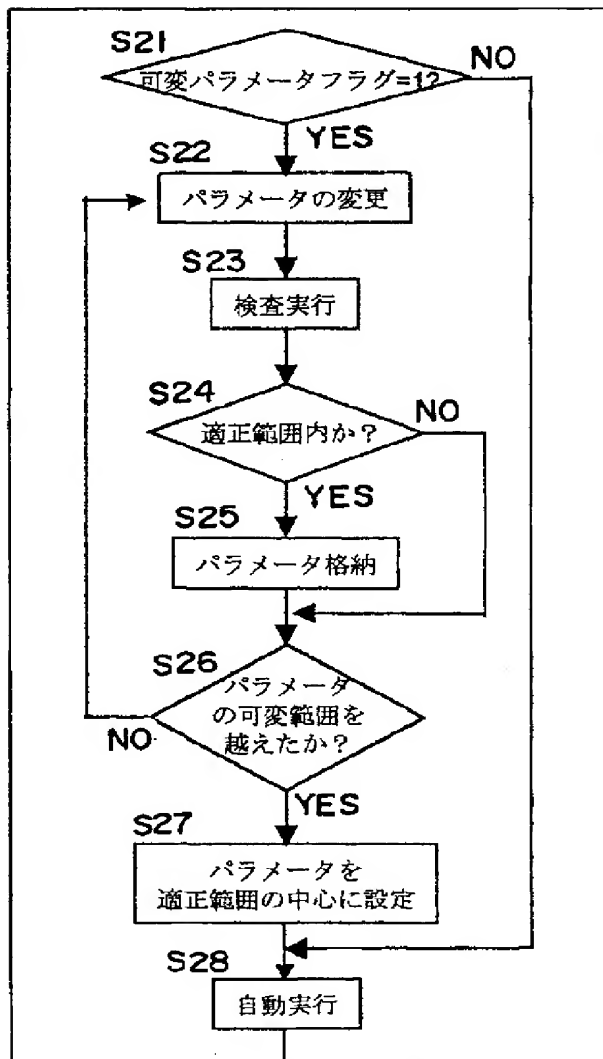 S21
可変パラメータフラグ=1?
NO
YES
S22
パラメータの変更
S23
検査実行
S24
適正範囲内か？
NO
YES
S25
パラメータ格納
S26
パラメータ
の可変範囲を
越えたか？
NO
YES
S27
パラメータを
適正範囲の中心に設定
S28
自動実行